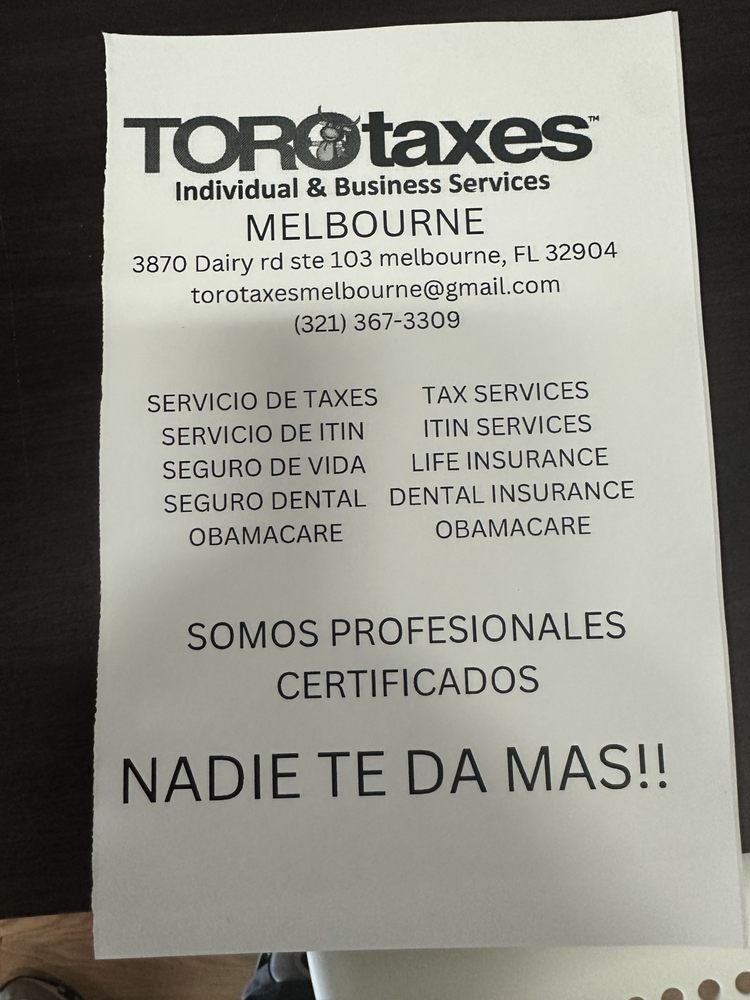 TOROtaxes™
Individual & Business Services
MELBOURNE
3870 Dairy rd ste 103 melbourne, FL 32904
torotaxesmelbourne@gmail.com
(321) 367-3309
SERVICIO DE TAXES TAX SERVICES
SERVICIO DE ITIN ITIN SERVICES
SEGURO DE VIDA LIFE INSURANCE
SEGURO DENTAL DENTAL INSURANCE
OBAMACARE OBAMACARE
SOMOS PROFESIONALES
CERTIFICADOS
NADIE TE DA MAS!!